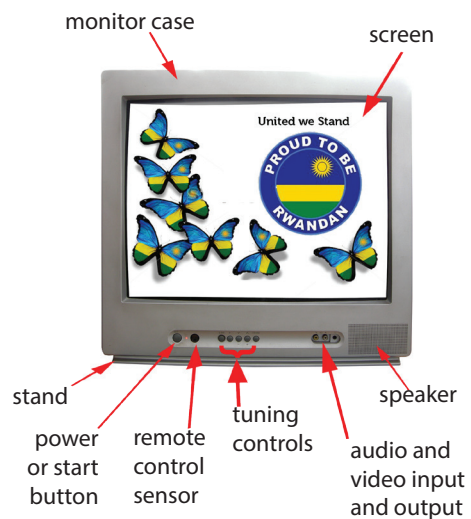 monitor case
screen
United we Stand
PROUD TO BE
RWANDAN
stand
power
or start
button
remote
control
sensor
tuning
controls
speaker
audio and
video input
and output